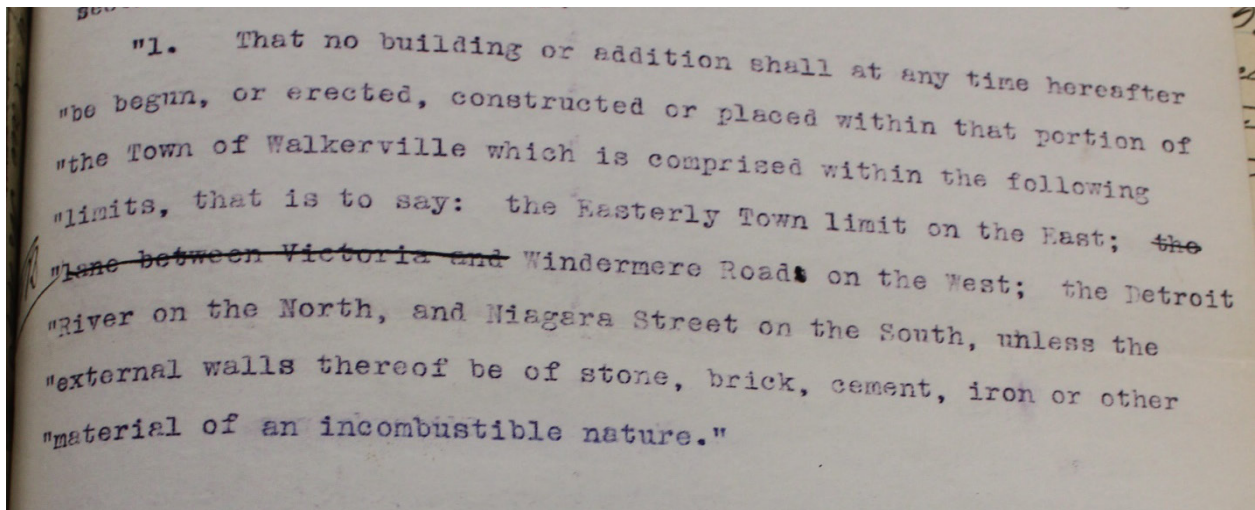 "1. That no building or addition shall at any time hereafter
"be begun, or erected, constructed or placed within that portion of
"the Town of Walkerville which is comprised within the following
"limits, that is to say: the Easterly Town limit on the East; the
"lane between Victoria and Windermere Roads on the West; the Detroit
"River on the North, and Niagara Street on the South, unless the
"external walls thereof be of stone, brick, cement, iron or other
"material of an incombustible nature."